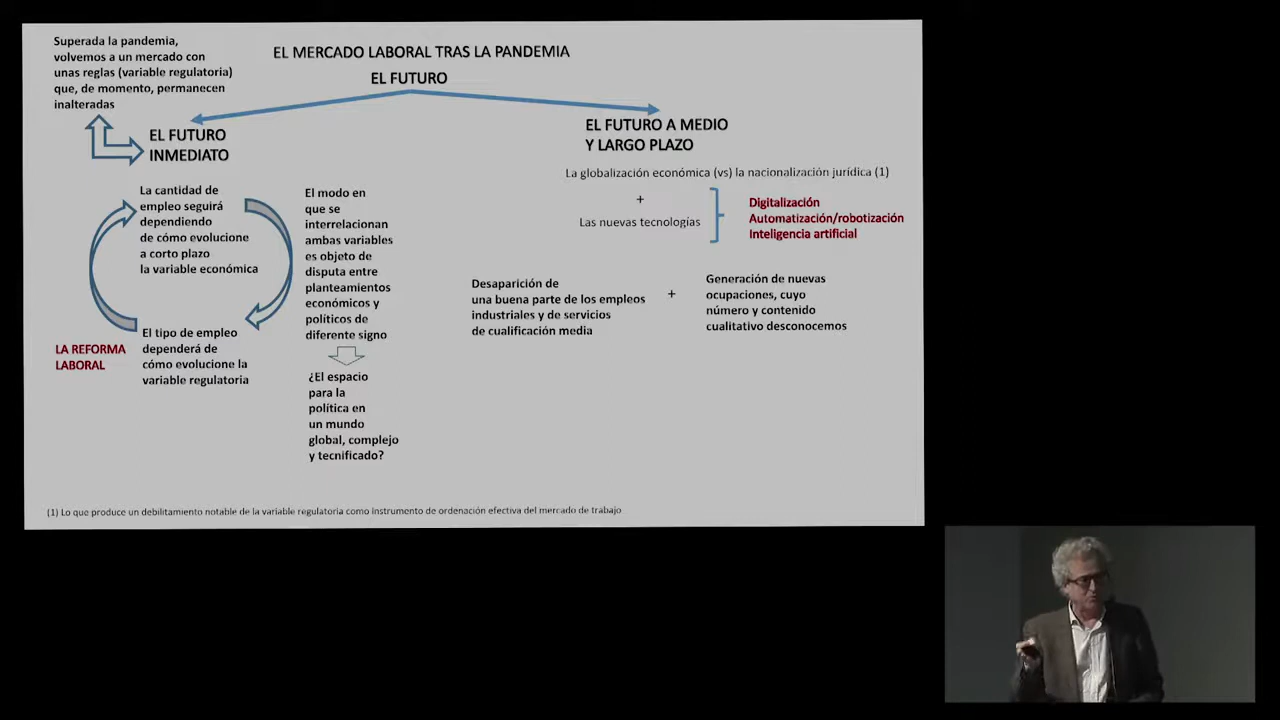 Superada la pandemia,
volvemos a un mercado con
unas reglas (variable regulatoria)
que, de momento, permanecen
inalteradas
EL MERCADO LABORAL TRAS LA PANDEMIA
EL FUTURO
EL FUTURO
INMEDIATO
La cantidad de
empleo seguirá
dependiendo
de cómo evolucione
a corto plazo
la variable económica
El tipo de empleo
dependerá de
cómo evolucione la
variable regulatoria
LA REFORMA
LABORAL
El modo en
que se
interrelacionan
ambas variables
es objeto de
disputa entre
planteamientos
económicos y
políticos de
diferente signo
¿El espacio
para la
política en
un mundo
global, complejo
y tecnificado?
EL FUTURO A MEDIO
Y LARGO PLAZO
La globalización económica (vs) la nacionalización jurídica (1)
+
Las nuevas tecnologías
Digitalización
Automatización/robotización
Inteligencia artificial
Desaparición de
una buena parte de los empleos
industriales y de servicios
de cualificación media
+
Generación de nuevas
ocupaciones, cuyo
número y contenido
cualitativo desconocemos
(1) Lo que produce un debilitamiento notable de la variable regulatoria como instrumento de ordenación efectiva del mercado de trabajo